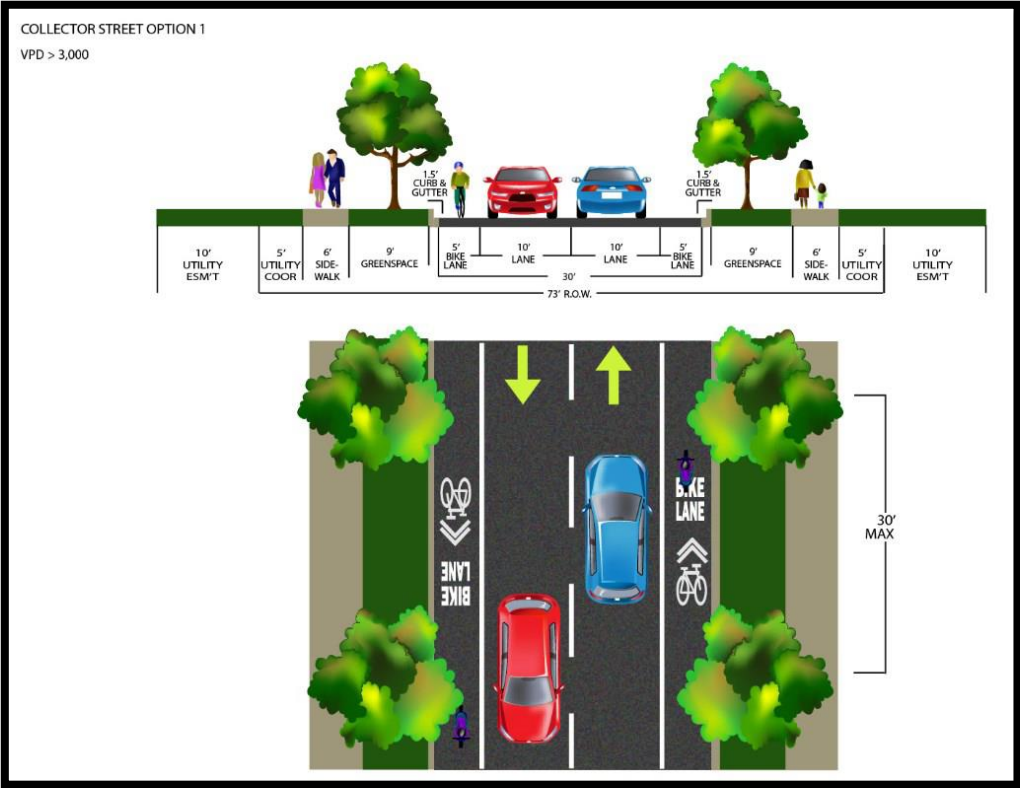 COLLECTOR STREET OPTION 1
VPD > 3,000
1.5'
CURB &
GUTTER
1.5'
CURB &
GUTTER
10'
UTILITY
ESM'T
5'
UTILITY
COOR
6'
SIDE-
WALK
9'
GREENSPACE
5'
BIKE
LANE
10'
LANE
10'
LANE
5'
BIKE
LANE
9'
GREENSPACE
6'
SIDE-
WALK
5'
UTILITY
COOR
10'
UTILITY
ESM'T
30'
73' R.O.W.
BIKE
LANE
BIKE
LANE
30'
MAX